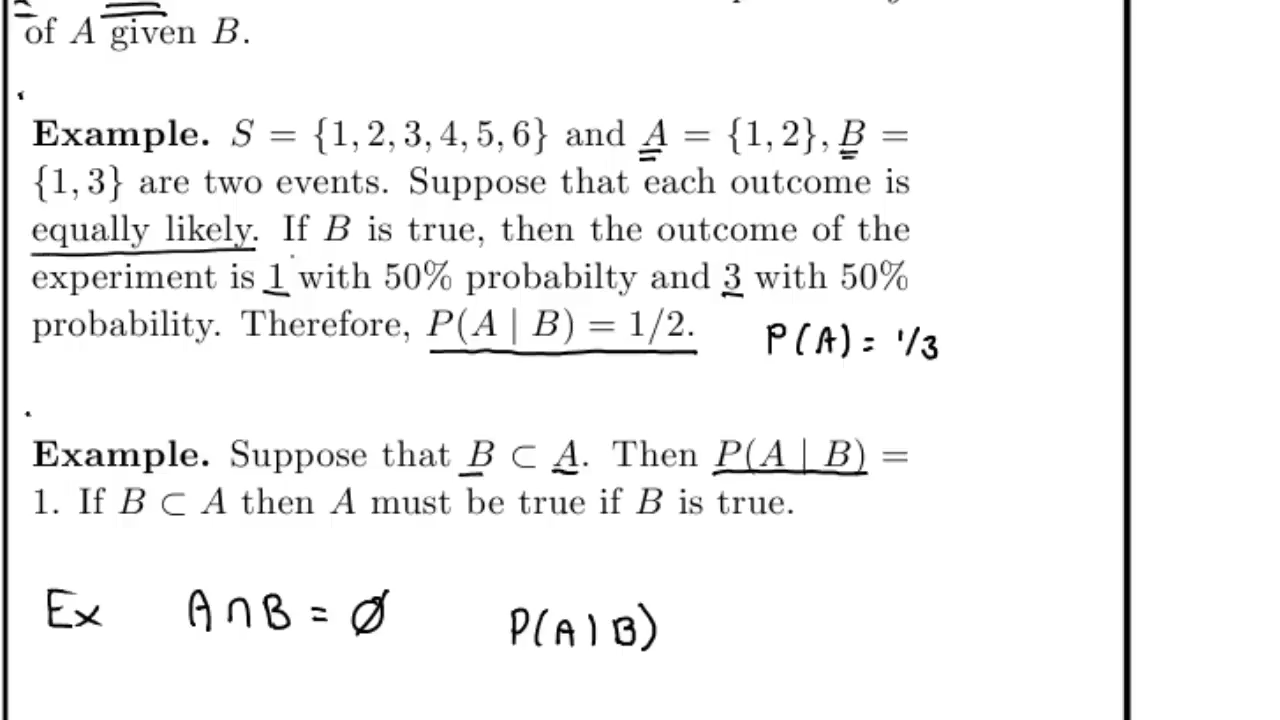 of A given B.
Example. S = {1, 2, 3, 4, 5, 6} and A = {1, 2}, B =
{1, 3} are two events. Suppose that each outcome is
equally likely. If B is true, then the outcome of the
experiment is 1 with 50% probabilty and 3 with 50%
probability. Therefore, P(A | B) = 1/2. P(A) = 1/3
Example. Suppose that B ⊂ A. Then P(A | B) =
1. If B ⊂ A then A must be true if B is true.
Ex A ∩ B = ∅ P(A | B)